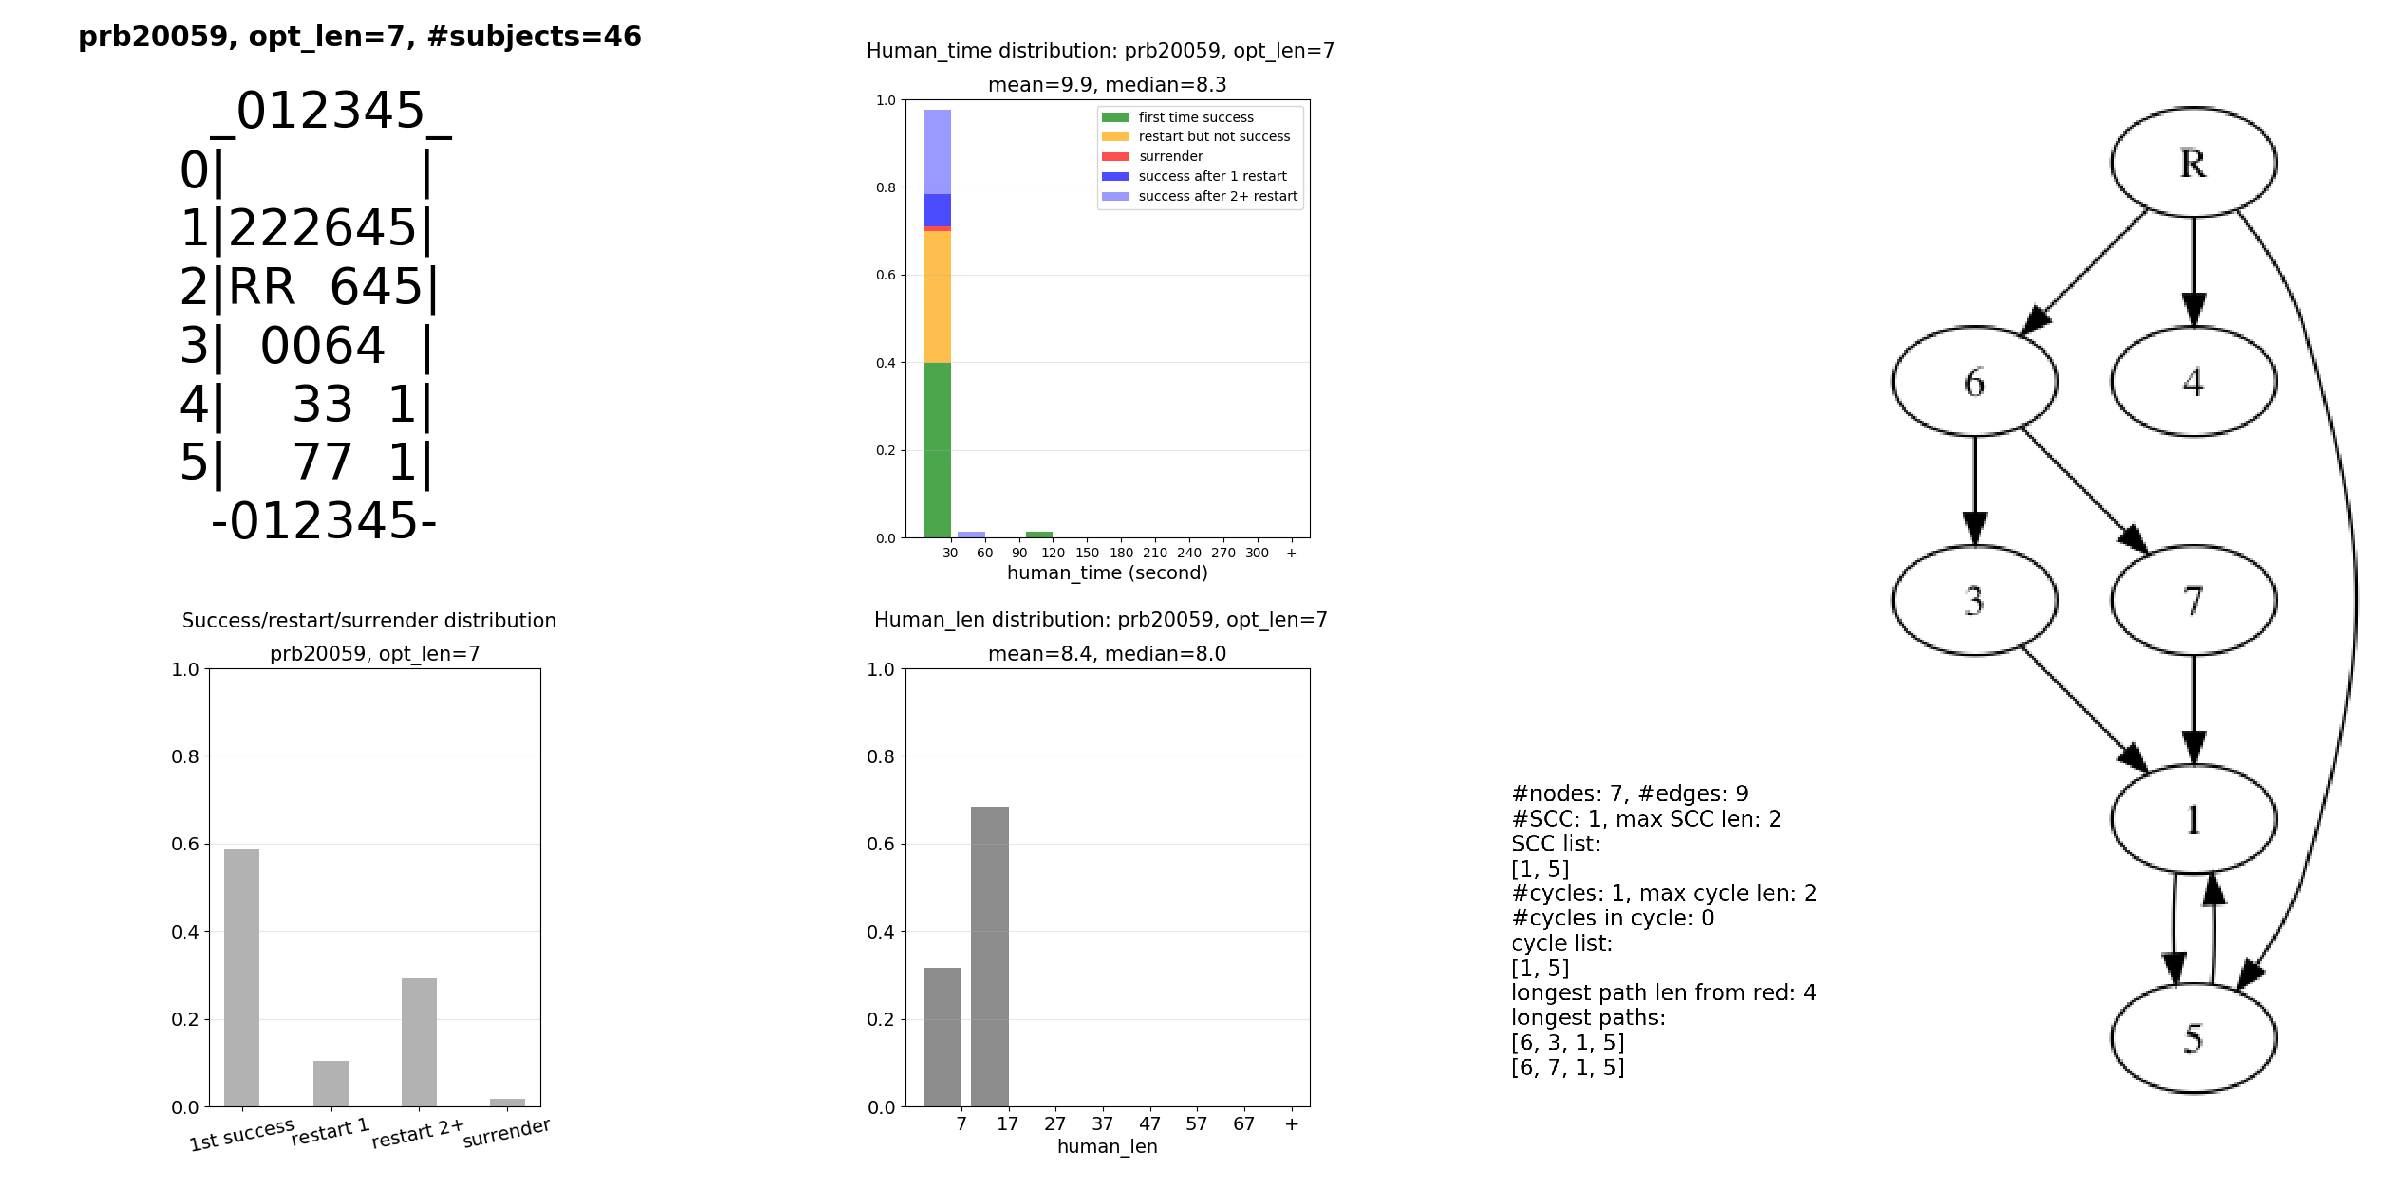 prb20059, opt_len=7, #subjects=46
_012345_
0|      |
1|222645|
2|RR 645|
3| 0064 |
4|  33 1|
5|  77 1|
-012345-
Human_time distribution: prb20059, opt_len=7
mean=9.9, median=8.3
1.0
0.8
0.6
0.4
0.2
0.0
first time success
restart but not success
surrender
success after 1 restart
success after 2+ restart
30 60 90 120 150 180 210 240 270 300 +
human_time (second)
Success/restart/surrender distribution
prb20059, opt_len=7
1.0
0.8
0.6
0.4
0.2
0.0
1st success restart 1 restart 2+ surrender
Human_len distribution: prb20059, opt_len=7
mean=8.4, median=8.0
1.0
0.8
0.6
0.4
0.2
0.0
7 17 27 37 47 57 67 +
human_len
#nodes: 7, #edges: 9
#SCC: 1, max SCC len: 2
SCC list:
[1, 5]
#cycles: 1, max cycle len: 2
#cycles in cycle: 0
cycle list:
[1, 5]
longest path len from red: 4
longest paths:
[6, 3, 1, 5]
[6, 7, 1, 5]
R
6 4
3 7
1
5